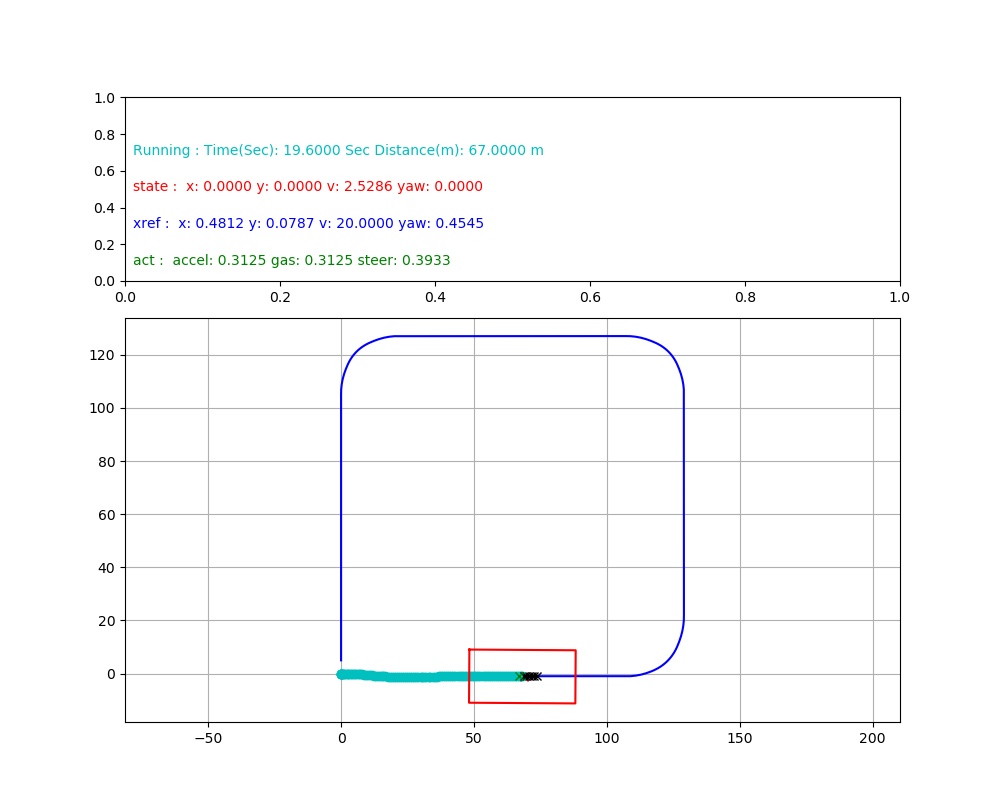 1.0
0.8
Running : Time(Sec): 19.6000 Sec Distance(m): 67.0000 m
0.6
state :  x: 0.0000 y: 0.0000 v: 2.5286 yaw: 0.0000
0.4
xref :  x: 0.4812 y: 0.0787 v: 20.0000 yaw: 0.4545
0.2
act :  accel: 0.3125 gas: 0.3125 steer: 0.3933
0.0
0.0 0.2 0.4 0.6 0.8 1.0
120
100
80
60
40
20
0
−50 0 50 100 150 200